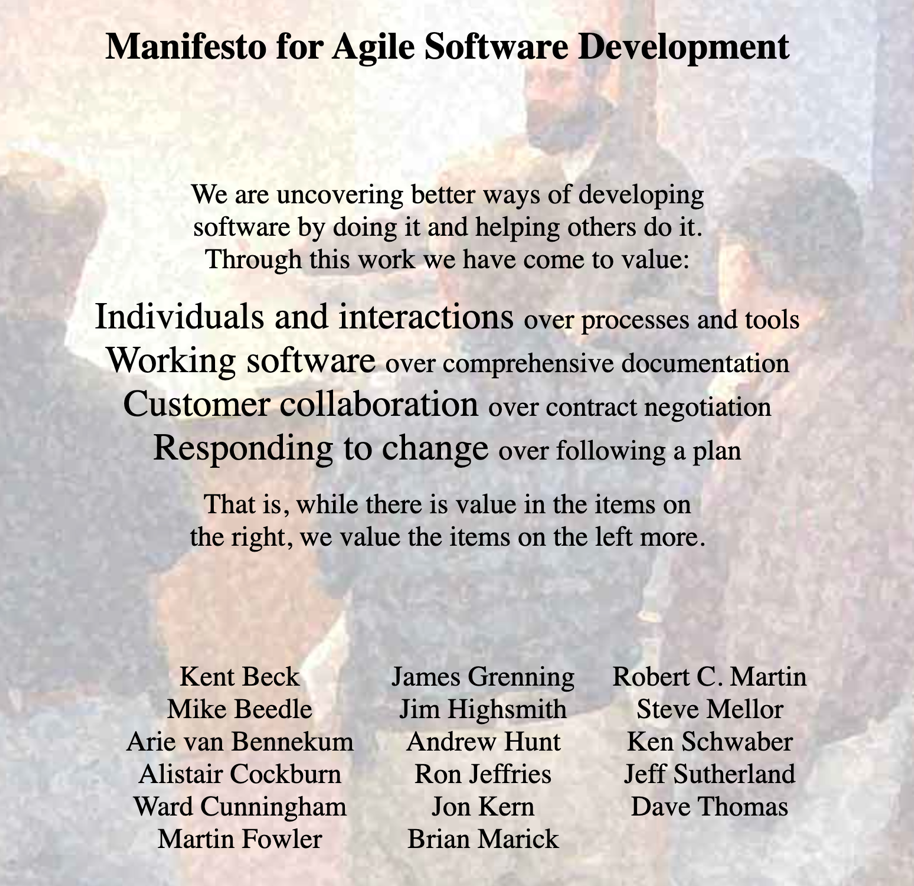 Manifesto for Agile Software Development
We are uncovering better ways of developing
software by doing it and helping others do it.
Through this work we have come to value:
Individuals and interactions over processes and tools
Working software over comprehensive documentation
Customer collaboration over contract negotiation
Responding to change over following a plan
That is, while there is value in the items on
the right, we value the items on the left more.
Kent Beck
Mike Beedle
Arie van Bennekum
Alistair Cockburn
Ward Cunningham
Martin Fowler
James Grenning
Jim Highsmith
Andrew Hunt
Ron Jeffries
Jon Kern
Brian Marick
Robert C. Martin
Steve Mellor
Ken Schwaber
Jeff Sutherland
Dave Thomas